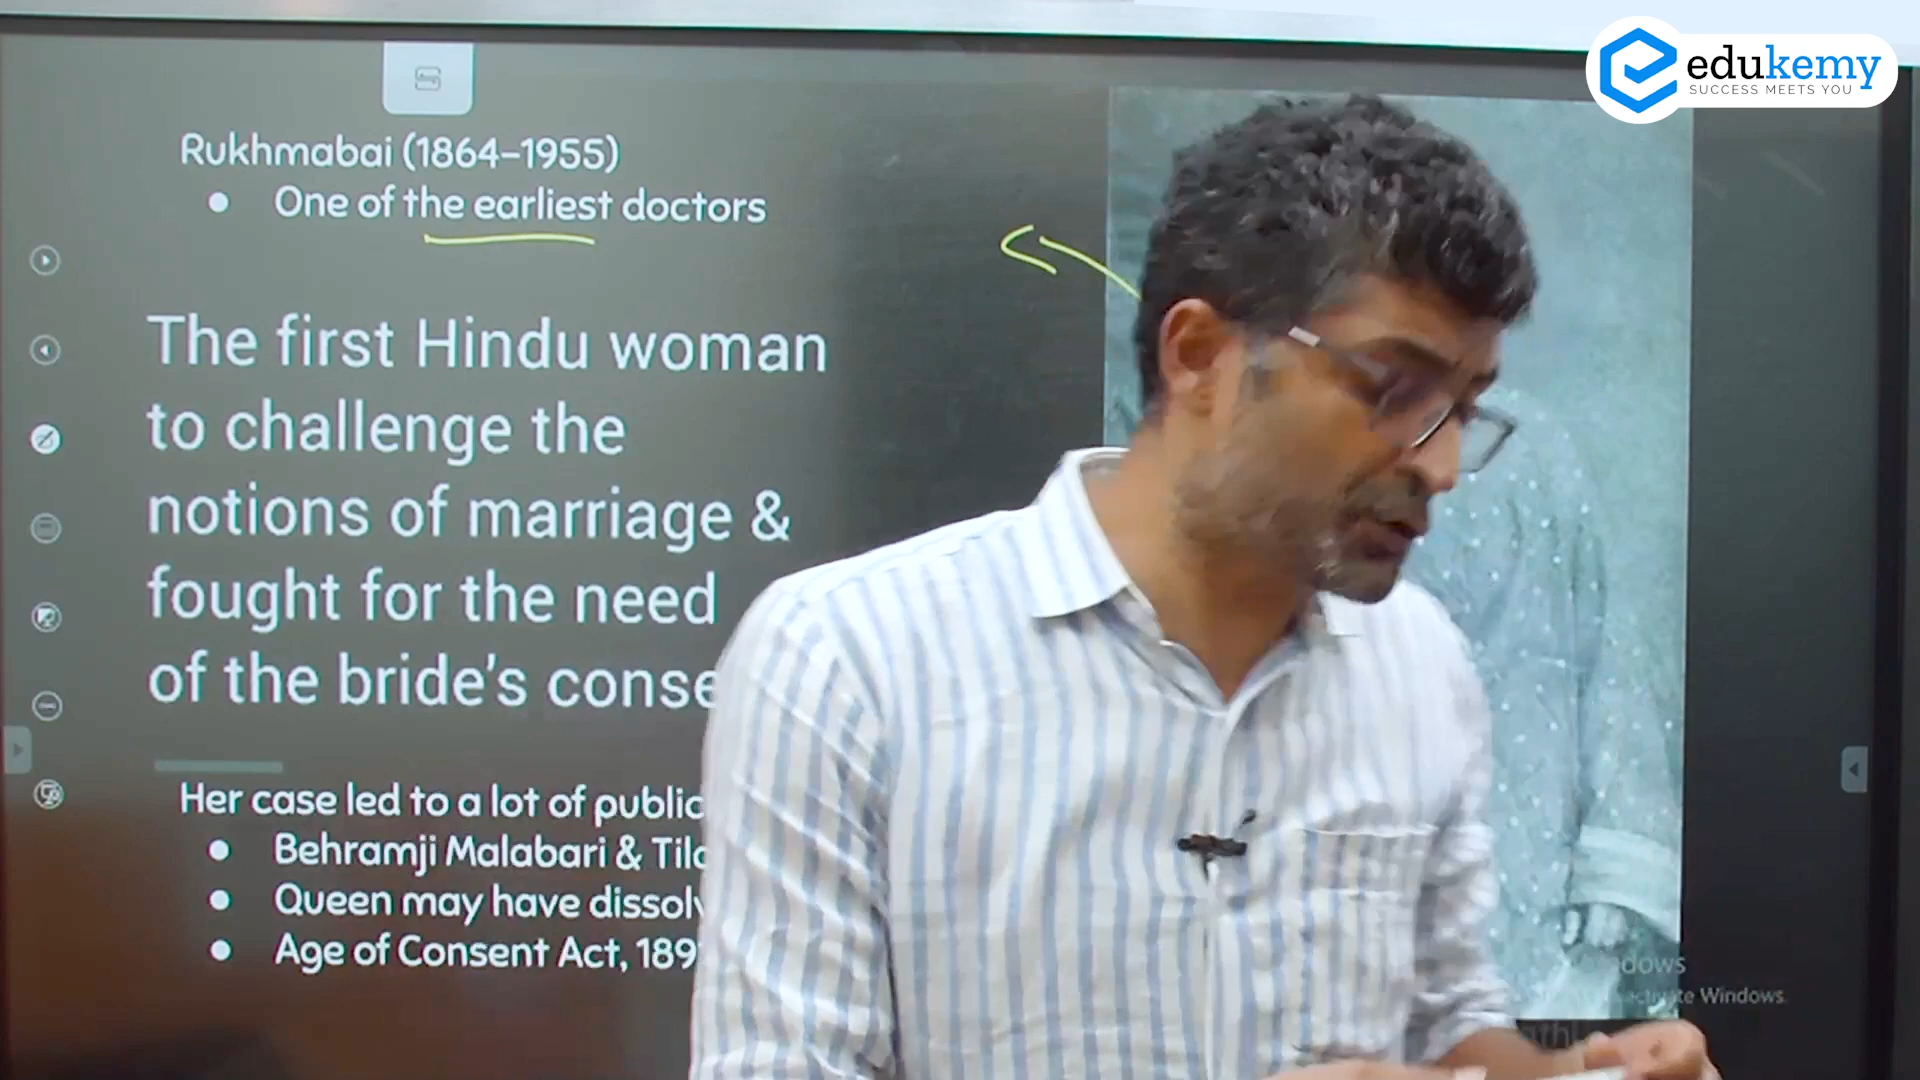 edukemy
SUCCESS MEETS YOU
Rukhmabai (1864–1955)
● One of the earliest doctors
The first Hindu woman
to challenge the
notions of marriage &
fought for the need
of the bride's conse
Her case led to a lot of public
● Behramji Malabari &
● Queen may have
● Age of Consent Act, 189
Windows.